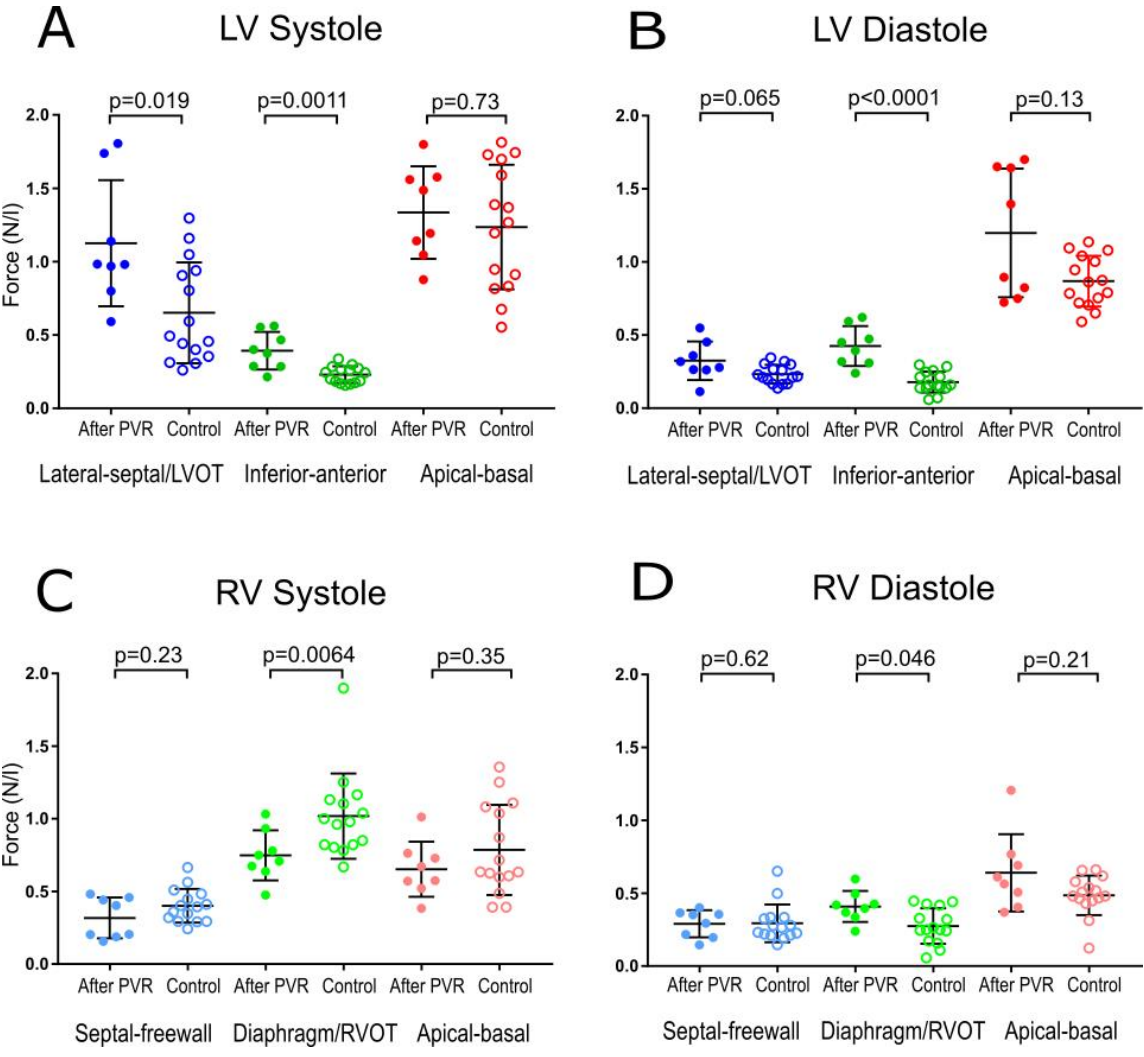 A
LV Systole
p=0.019
p=0.0011
p=0.73
2.0
1.5
1.0
0.5
0.0
Force (N/l)
After PVR
Control
After PVR
Control
After PVR
Control
Lateral-septal/LVOT
Inferior-anterior
Apical-basal
B
LV Diastole
p=0.065
p<0.0001
p=0.13
2.0
1.5
1.0
0.5
0.0
After PVR
Control
After PVR
Control
After PVR
Control
Lateral-septal/LVOT
Inferior-anterior
Apical-basal
C
RV Systole
p=0.23
p=0.0064
p=0.35
2.0
1.5
1.0
0.5
0.0
Force (N/l)
After PVR
Control
After PVR
Control
After PVR
Control
Septal-freewall
Diaphragm/RVOT
Apical-basal
D
RV Diastole
p=0.62
p=0.046
p=0.21
2.0
1.5
1.0
0.5
0.0
After PVR
Control
After PVR
Control
After PVR
Control
Septal-freewall
Diaphragm/RVOT
Apical-basal